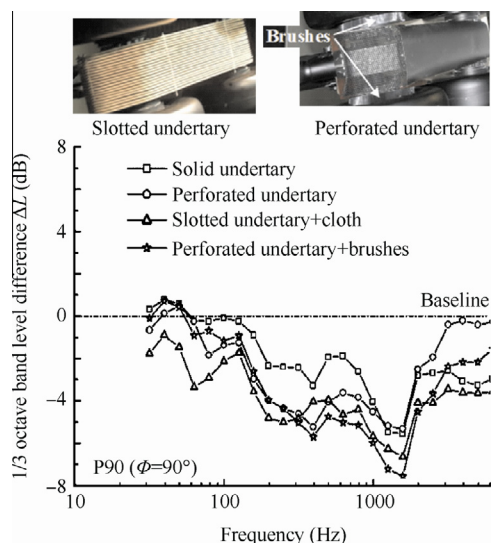 Brushes
Slotted undertary
Perforated undertary
8
4
0
−4
−8
1/3 octave band level difference ΔL (dB)
Solid undertary
Perforated undertary
Slotted undertary+cloth
Perforated undertary+brushes
Baseline
P90 (Φ=90°)
10
100
1000
Frequency (Hz)